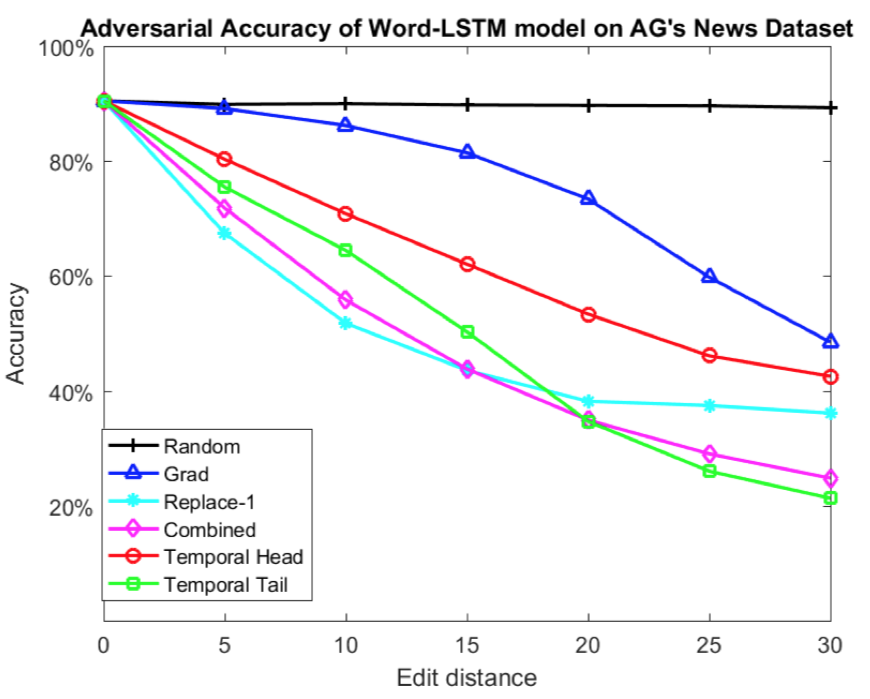 Adversarial Accuracy of Word-LSTM model on AG's News Dataset
100%
80%
60%
40%
20%
Accuracy
Random
Grad
Replace-1
Combined
Temporal Head
Temporal Tail
0 5 10 15 20 25 30
Edit distance